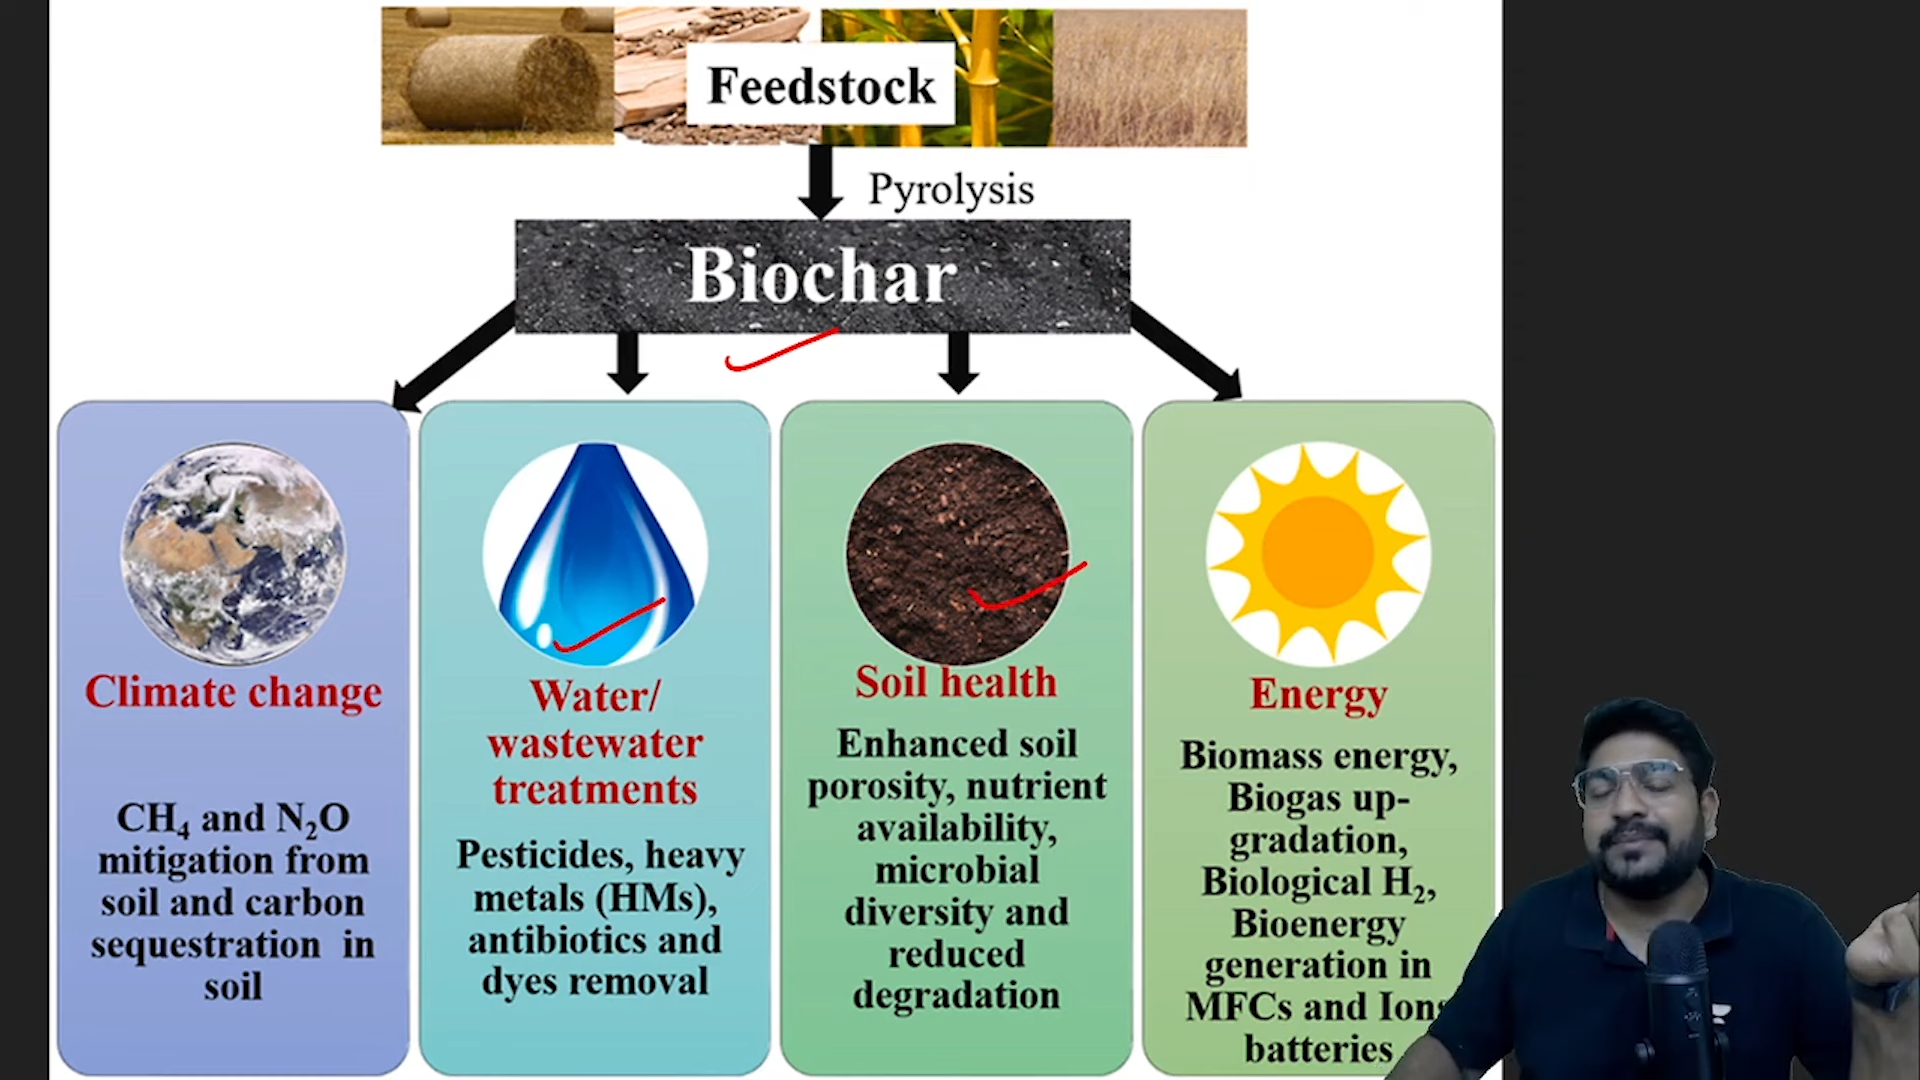 Feedstock
Pyrolysis
Biochar
Climate change
CH₄ and N₂O
mitigation from
soil and carbon
sequestration in
soil
Water/
wastewater
treatments
Pesticides, heavy
metals (HMs),
antibiotics and
dyes removal
Soil health
Enhanced soil
porosity, nutrient
availability,
microbial
diversity and
reduced
degradation
Energy
Biomass energy,
Biogas up-
gradation,
Biological H₂,
Bioenergy
generation in
MFCs and Ions
batteries